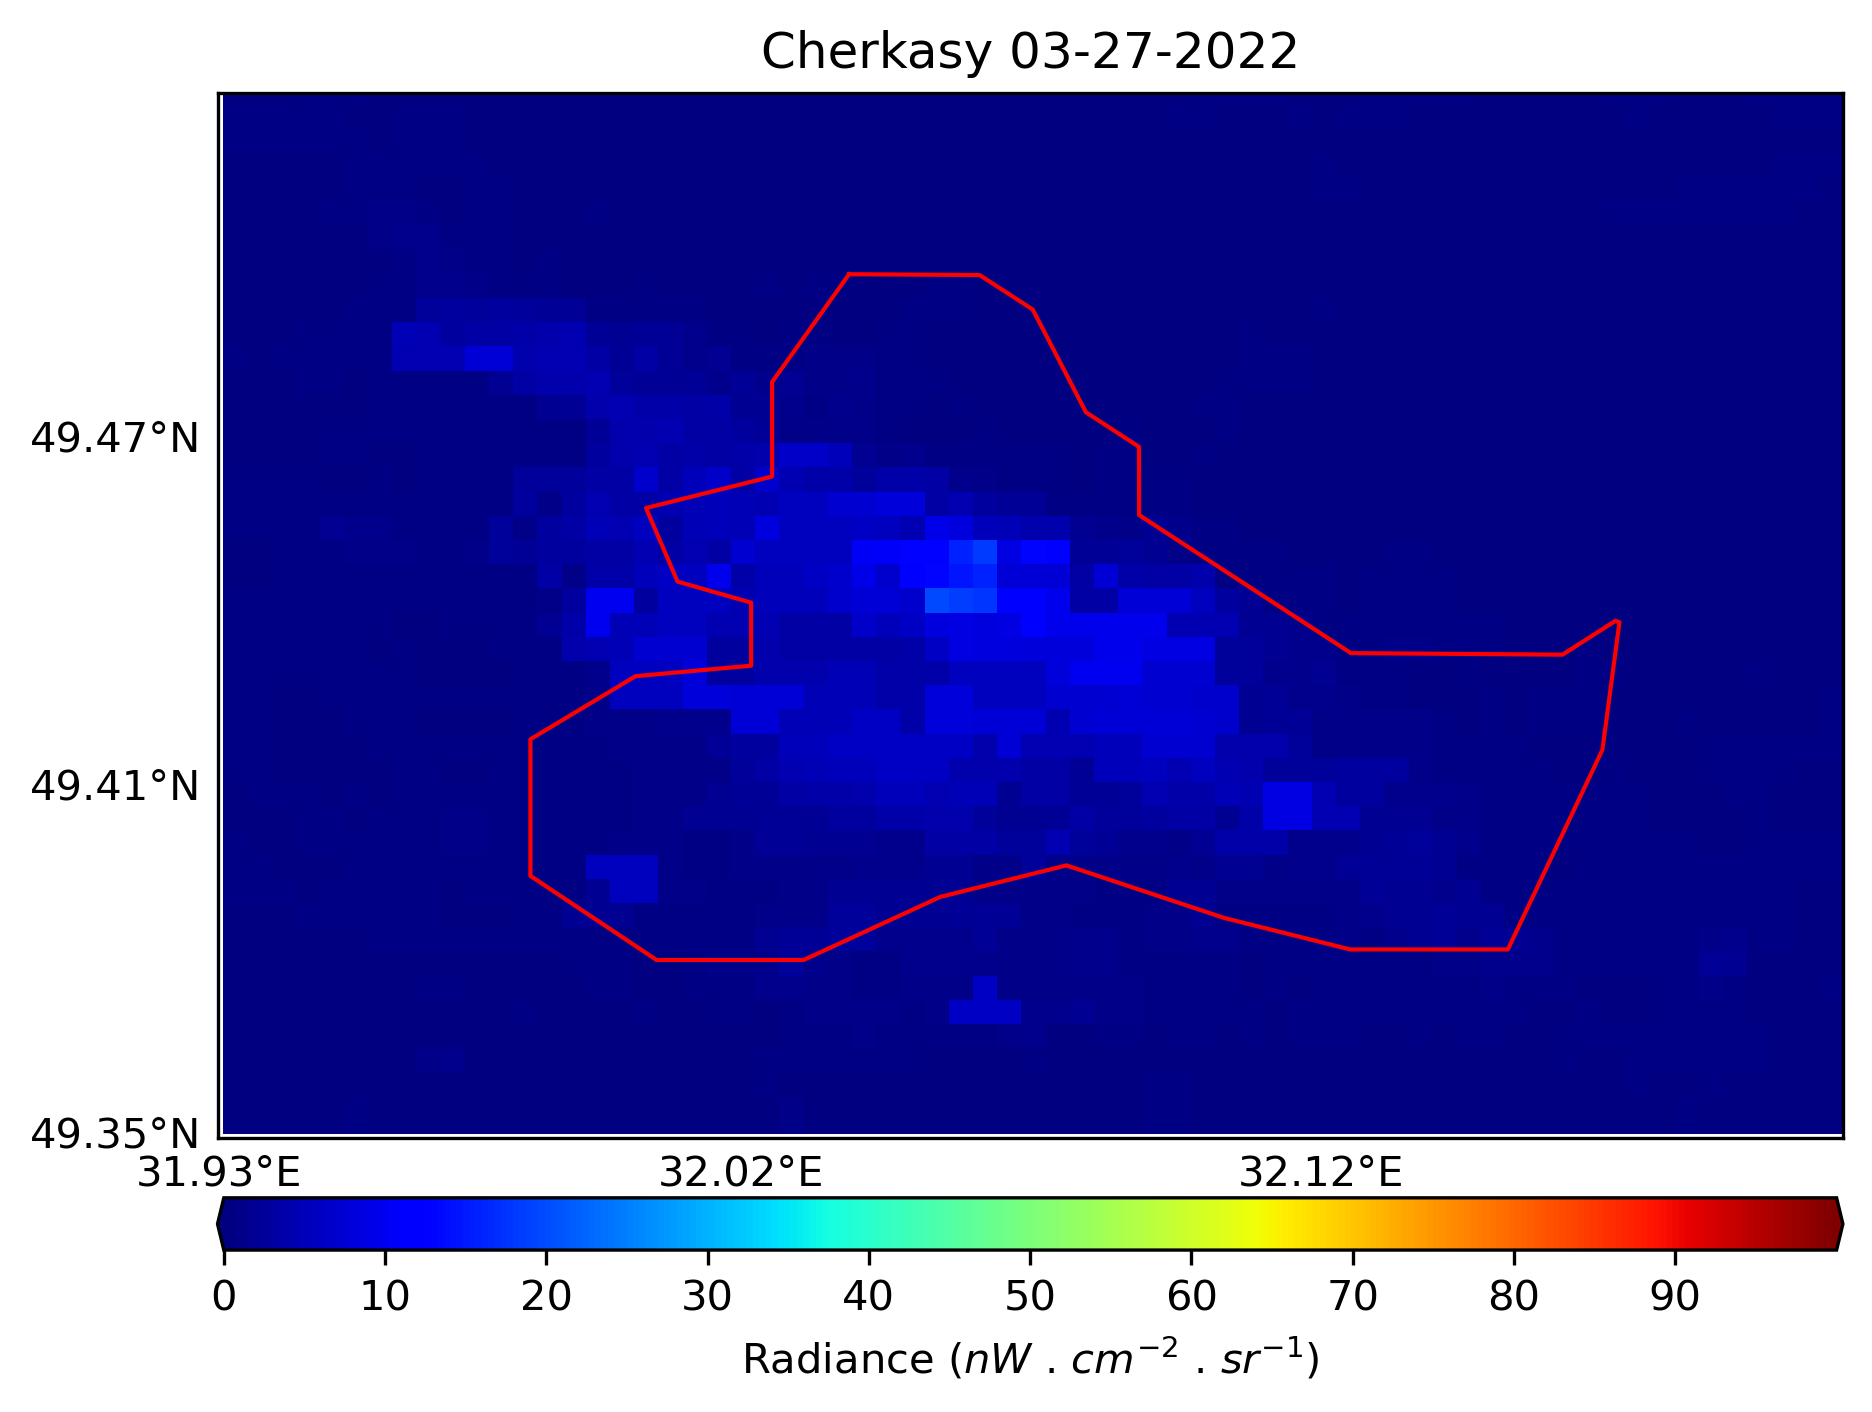 Cherkasy 03-27-2022
49.47°N
49.41°N
49.35°N
31.93°E 32.02°E 32.12°E
0 10 20 30 40 50 60 70 80 90
Radiance (nW . cm⁻² . sr⁻¹)